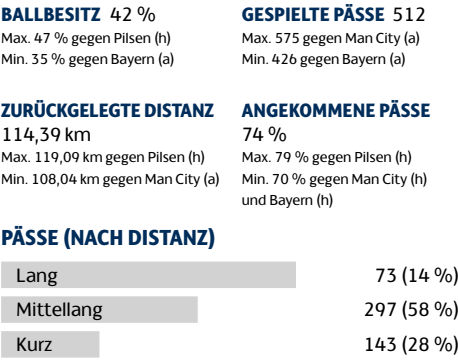 BALLBESITZ 42 %
Max. 47 % gegen Pilsen (h)
Min. 35 % gegen Bayern (a)
GESPIELTE PÄSSE 512
Max. 575 gegen Man City (a)
Min. 426 gegen Bayern (a)
ZURÜCKGELEGTE DISTANZ
114,39 km
Max. 119,09 km gegen Pilsen (h)
Min. 108,04 km gegen Man City (a)
ANGEKOMMENE PÄSSE
74 %
Max. 79 % gegen Pilsen (h)
Min. 70 % gegen Man City (h)
und Bayern (h)
PÄSSE (NACH DISTANZ)
Lang 73 (14 %)
Mittellang 297 (58 %)
Kurz 143 (28 %)